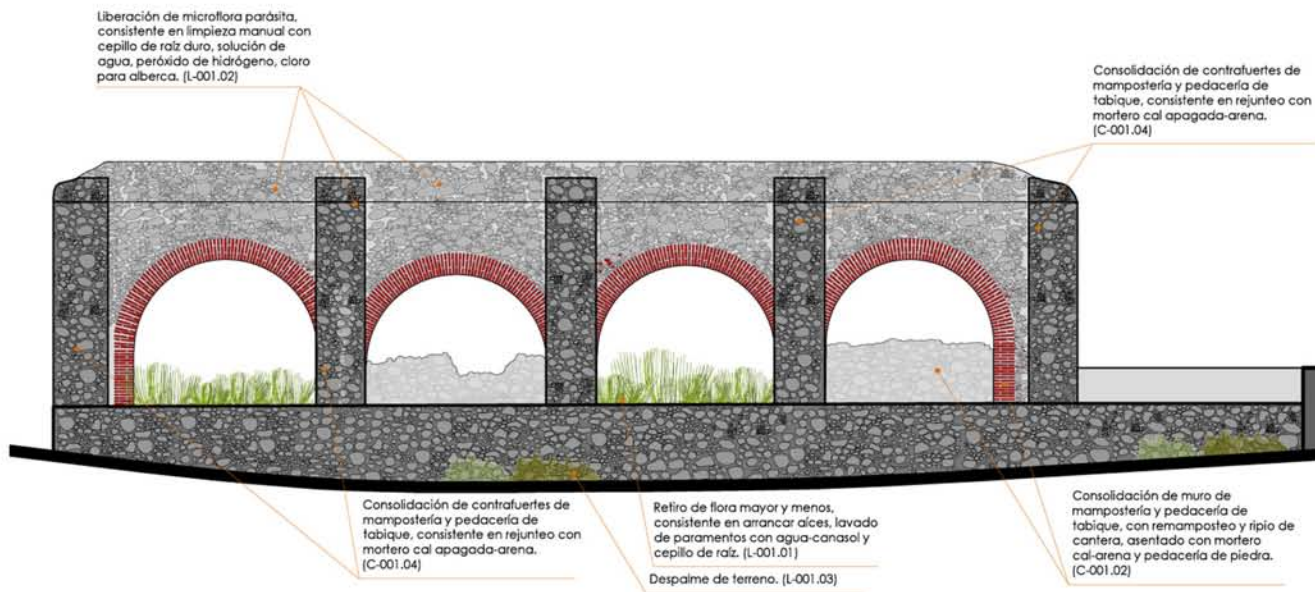 Liberación de microflora parásita,
consistente en limpieza manual con
cepillo de raíz duro, solución de
agua, peróxido de hidrógeno, cloro
para alberca. (L-001.02)
Consolidación de contrafuertes de
mampostería y pedacería de
tabique, consistente en rejunteo con
mortero cal apagada-arena.
(C-001.04)
Consolidación de contrafuertes de
mampostería y pedacería de
tabique, consistente en rejunteo con
mortero cal apagada-arena.
(C-001.04)
Retiro de flora mayor y menos,
consistente en arrancar aíces, lavado
de paramentos con agua-canasol y
cepillo de raíz. (L-001.01)
Despalme de terreno. (L-001.03)
Consolidación de muro de
mampostería y pedacería de
tabique, con remamposteo y ripio de
cantera, asentado con mortero
cal-arena y pedacería de piedra.
(C-001.02)